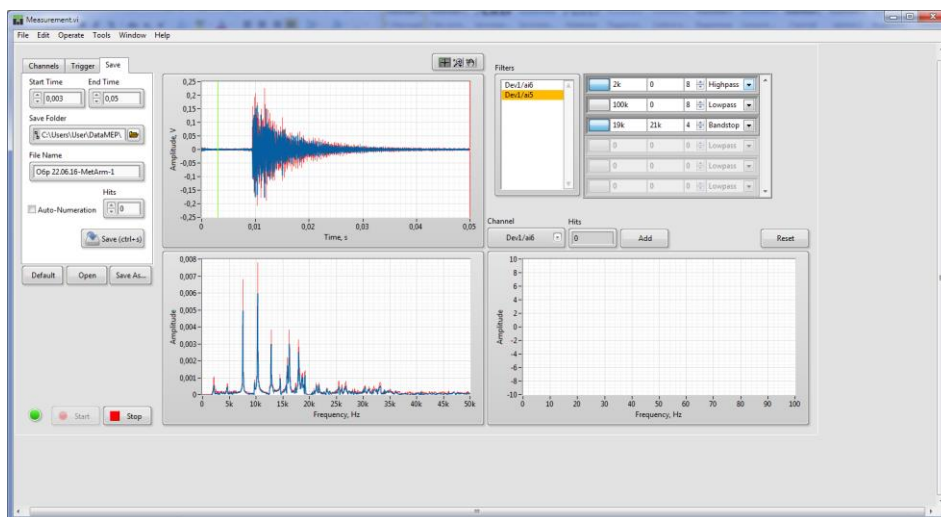 Measurement.vi
File Edit Operate Tools Window Help
Channels Trigger Save
Start Time End Time
0,003 0,05
Save Folder
C:\Users\User\DataMEP\
File Name
Обр 22.06.16-MetArm-1
Hits
Auto-Numeration 0
Save (ctrl+s)
Default Open Save As...
Start Stop
Amplitude, V
0,25
0,2
0,15
0,1
0,05
0
-0,05
-0,1
-0,15
-0,2
-0,25
0 0,01 0,02 0,03 0,04 0,05
Time, s
Amplitude
0,008
0,007
0,006
0,005
0,004
0,003
0,002
0,001
0
0 5k 10k 15k 20k 25k 30k 35k 40k 45k 50k
Frequency, Hz
Filters
Dev1/ai6
Dev1/ai5
2k 0 8 Highpass
100k 0 8 Lowpass
19k 21k 4 Bandstop
0 0 8 Lowpass
0 0 8 Lowpass
0 0 8 Lowpass
Channel Hits
Dev1/ai6 0 Add Reset
Amplitude
10
8
6
4
2
0
-2
-4
-6
-8
-10
0 10 20 30 40 50 60 70 80 90 100
Frequency, Hz